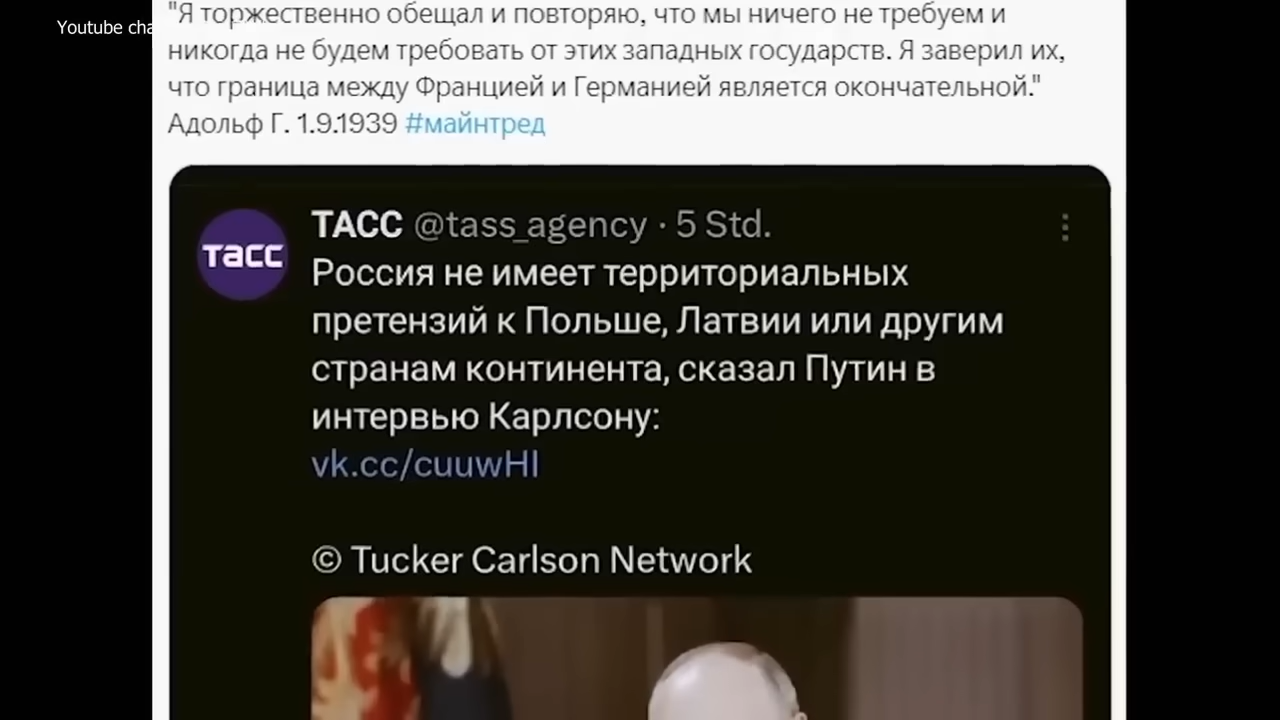 "Я торжественно обещал и повторяю, что мы ничего не требуем и
Youtube cha
никогда не будем требовать от этих западных государств. Я заверил их,
что граница между Францией и Германией является окончательной."
Адольф Г. 1.9.1939 #майнтред
ТАСС @tass_agency · 5 Std.
тасс
Россия не имеет территориальных
претензий к Польше, Латвии или другим
странам континента, сказал Путин в
интервью Карлсону:
vk.cc/cuuwHI
© Tucker Carlson Network